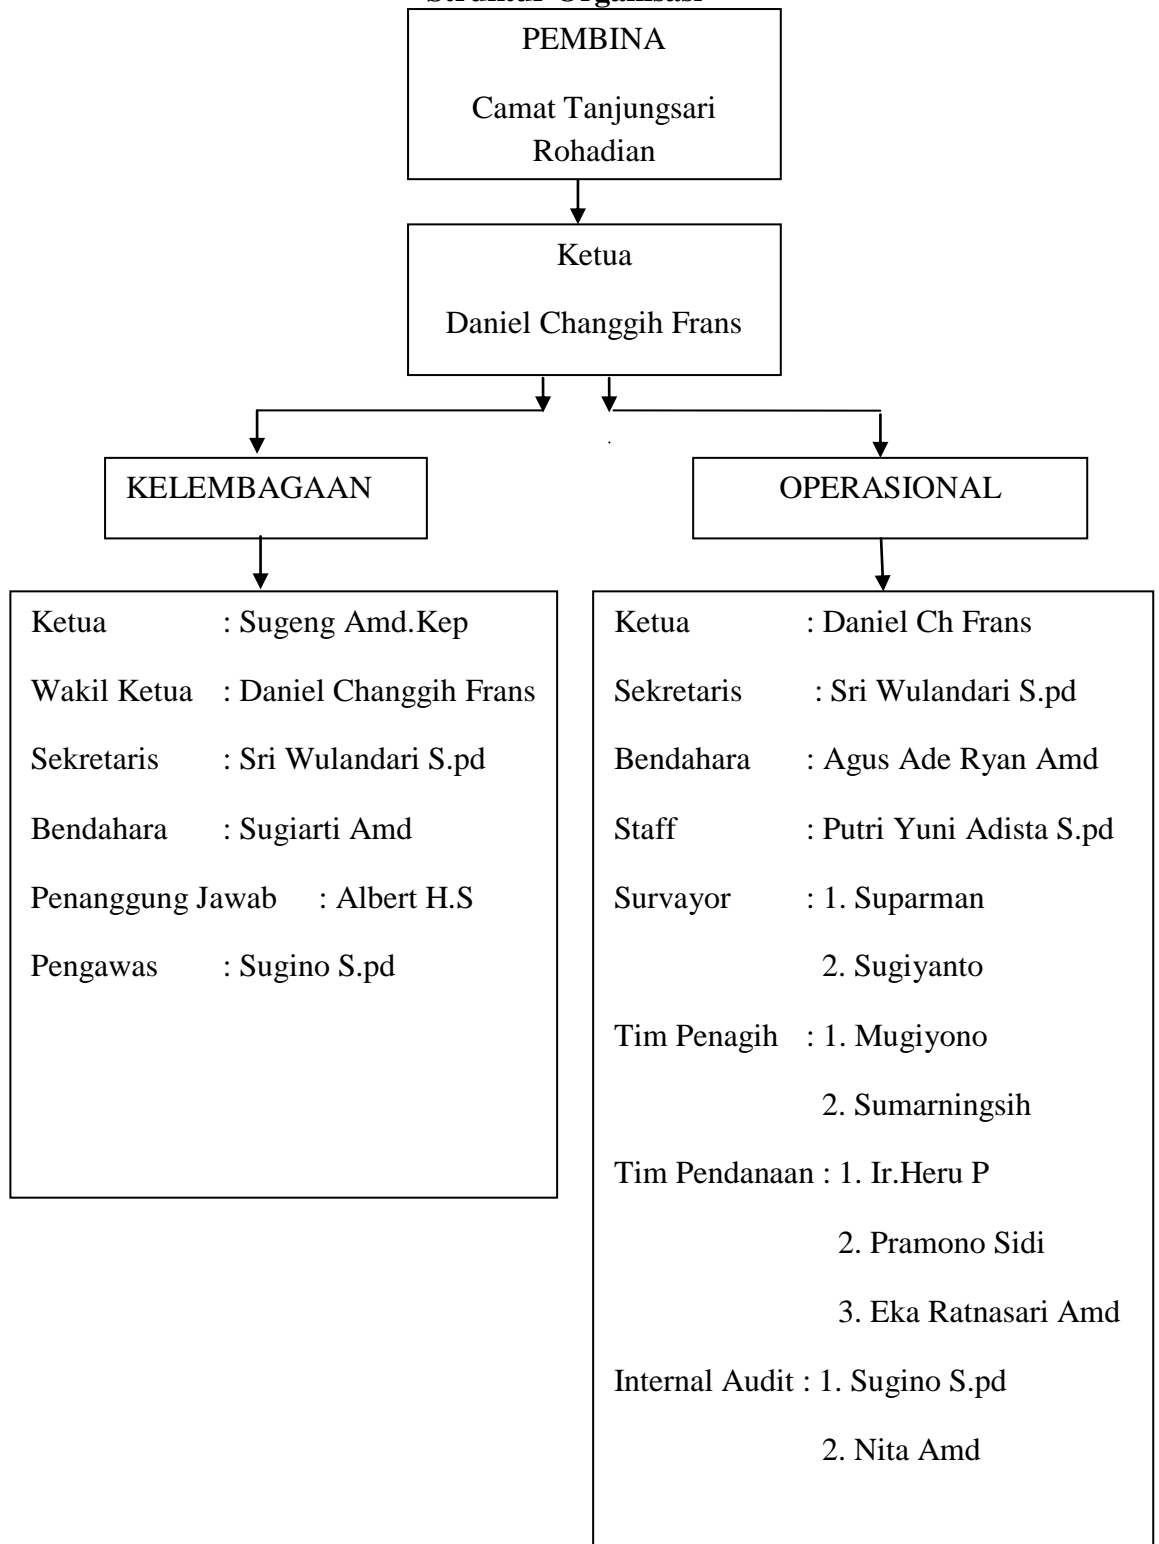 Struktur Organisasi
PEMBINA
Camat Tanjungsari
Rohadian
Ketua
Daniel Changgih Frans
KELEMBAGAAN
OPERASIONAL
Ketua : Sugeng Amd.Kep
Wakil Ketua : Daniel Changgih Frans
Sekretaris : Sri Wulandari S.pd
Bendahara : Sugiarti Amd
Penanggung Jawab : Albert H.S
Pengawas : Sugino S.pd
Ketua : Daniel Ch Frans
Sekretaris : Sri Wulandari S.pd
Bendahara : Agus Ade Ryan Amd
Staff : Putri Yuni Adista S.pd
Survayor : 1. Suparman
2. Sugiyanto
Tim Penagih : 1. Mugiyono
2. Sumarningsih
Tim Pendanaan : 1. Ir.Heru P
2. Pramono Sidi
3. Eka Ratnasari Amd
Internal Audit : 1. Sugino S.pd
2. Nita Amd